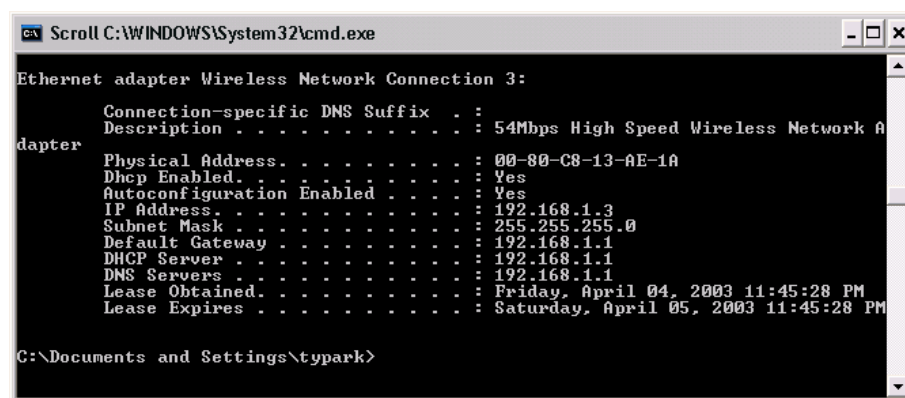 Scroll C:\WINDOWS\System32\cmd.exe
Ethernet adapter Wireless Network Connection 3:
Connection-specific DNS Suffix . :
Description . . . . . . . . . . . : 54Mbps High Speed Wireless Network A
dapter
Physical Address. . . . . . . . . : 00-80-C8-13-AE-1A
Dhcp Enabled. . . . . . . . . . . : Yes
Autoconfiguration Enabled . . . . : Yes
IP Address. . . . . . . . . . . . : 192.168.1.3
Subnet Mask . . . . . . . . . . . : 255.255.255.0
Default Gateway . . . . . . . . . : 192.168.1.1
DHCP Server . . . . . . . . . . . : 192.168.1.1
DNS Servers . . . . . . . . . . . : 192.168.1.1
Lease Obtained. . . . . . . . . . : Friday, April 04, 2003 11:45:28 PM
Lease Expires . . . . . . . . . . : Saturday, April 05, 2003 11:45:28 PM
C:\Documents and Settings\typark>